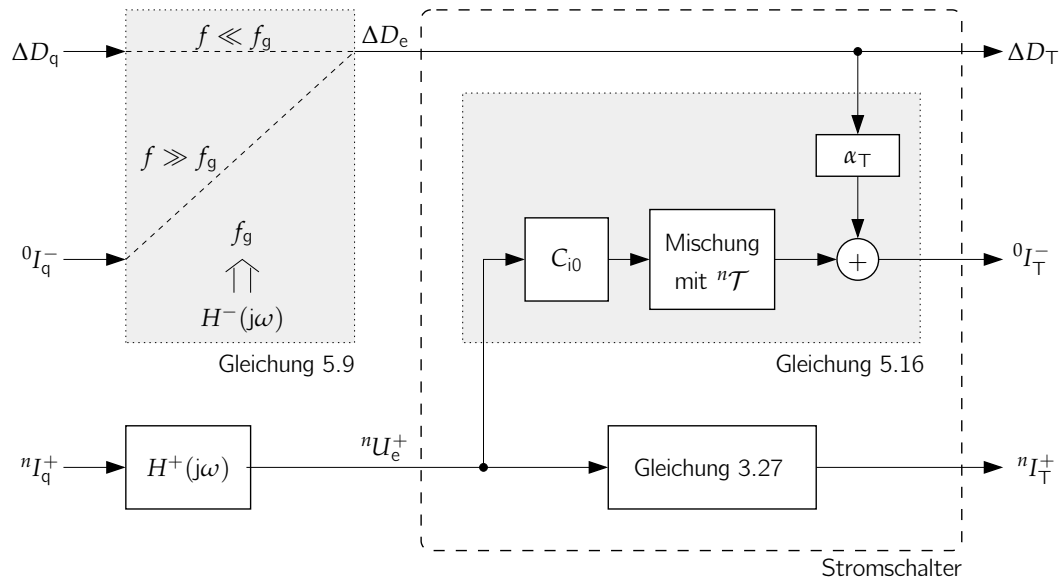 ΔD_q
f ≪ f_g
ΔD_e
ΔD_T
f ≫ f_g
α_T
⁰I_q⁻
f_g
H⁻(jω)
C_i0
Mischung
mit ⁿ𝒯
+
⁰I_T⁻
Gleichung 5.9
Gleichung 5.16
ⁿI_q⁺
H⁺(jω)
ⁿU_e⁺
Gleichung 3.27
ⁿI_T⁺
Stromschalter